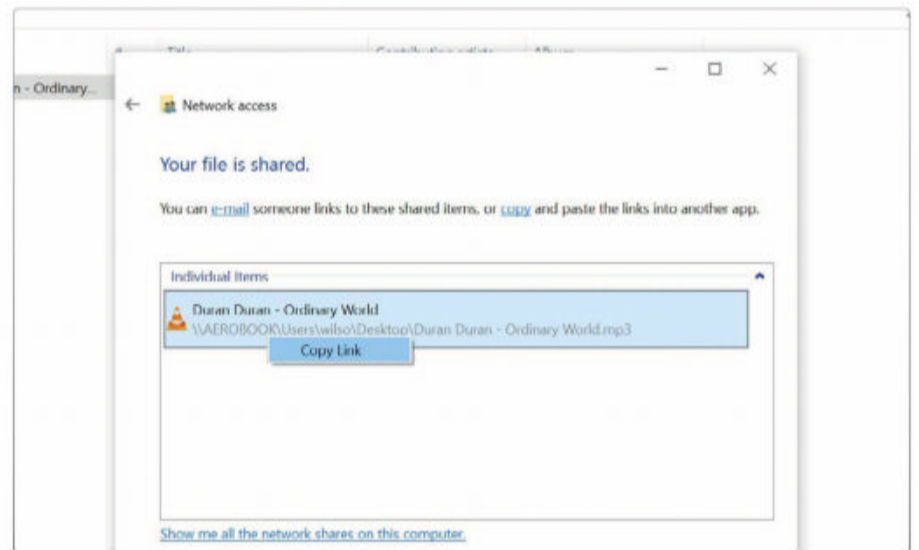 n - Ordinary...
Network access
Your file is shared.
You can e-mail someone links to these shared items, or copy and paste the links into another app.
Individual Items
Duran Duran - Ordinary World
\\AEROBOOK\Users\wilso\Desktop\Duran Duran - Ordinary World.mp3
Copy Link
Show me all the network shares on this computer.